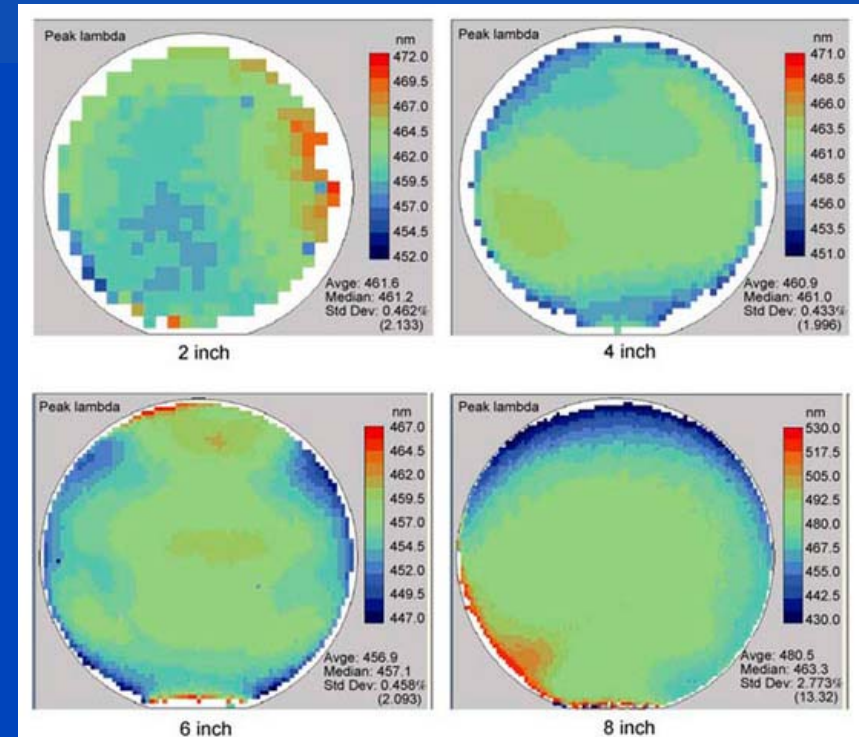 Peak lambda
nm
472.0
469.5
467.0
464.5
462.0
459.5
457.0
454.5
452.0
Avge: 461.6
Median: 461.2
Std Dev: 0.462%
(2.133)
2 inch
Peak lambda
nm
471.0
468.5
466.0
463.5
461.0
458.5
456.0
453.5
451.0
Avge: 460.9
Median: 461.0
Std Dev: 0.433%
(1.996)
4 inch
Peak lambda
nm
467.0
464.5
462.0
459.5
457.0
454.5
452.0
449.5
447.0
Avge: 456.9
Median: 457.1
Std Dev: 0.458%
(2.093)
6 inch
Peak lambda
nm
530.0
517.5
505.0
492.5
480.0
467.5
455.0
442.5
430.0
Avge: 480.5
Median: 463.3
Std Dev: 2.773%
(13.32)
8 inch